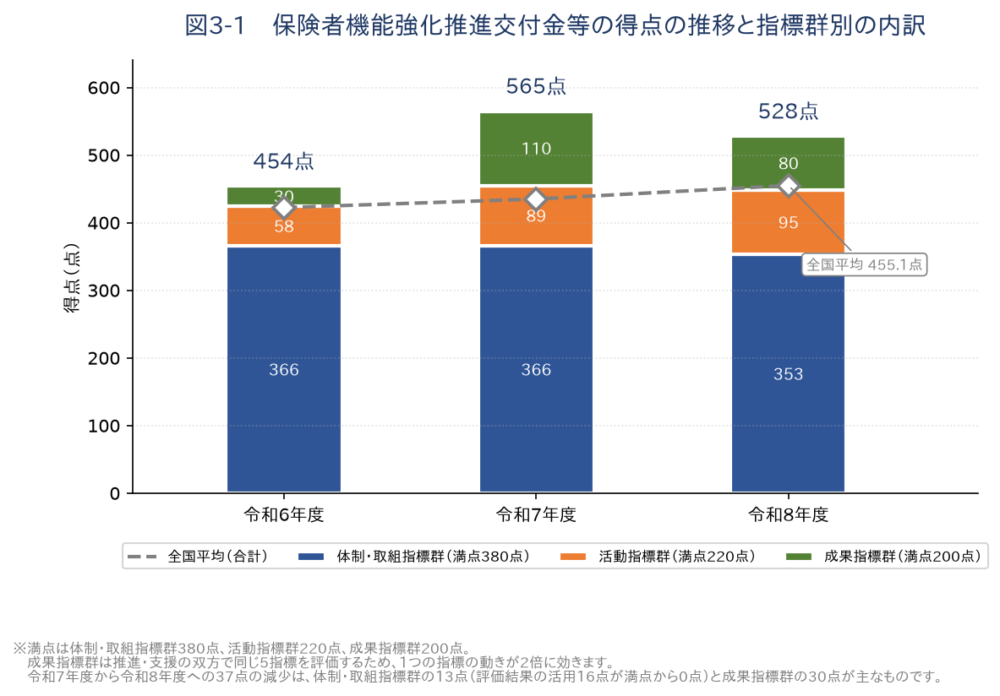 図3-1　保険者機能強化推進交付金等の得点の推移と指標群別の内訳
得点（点）
600
500
400
300
200
100
0
454点
565点
528点
30
58
366
110
89
366
80
95
353
全国平均 455.1点
令和6年度
令和7年度
令和8年度
全国平均（合計）
体制・取組指標群（満点380点）
活動指標群（満点220点）
成果指標群（満点200点）
※満点は体制・取組指標群380点、活動指標群220点、成果指標群200点。
成果指標群は推進・支援の双方で同じ5指標を評価するため、1つの指標の動きが2倍に効きます。
令和7年度から令和8年度への37点の減少は、体制・取組指標群の13点（評価結果の活用16点が満点から0点）と成果指標群の30点が主なものです。